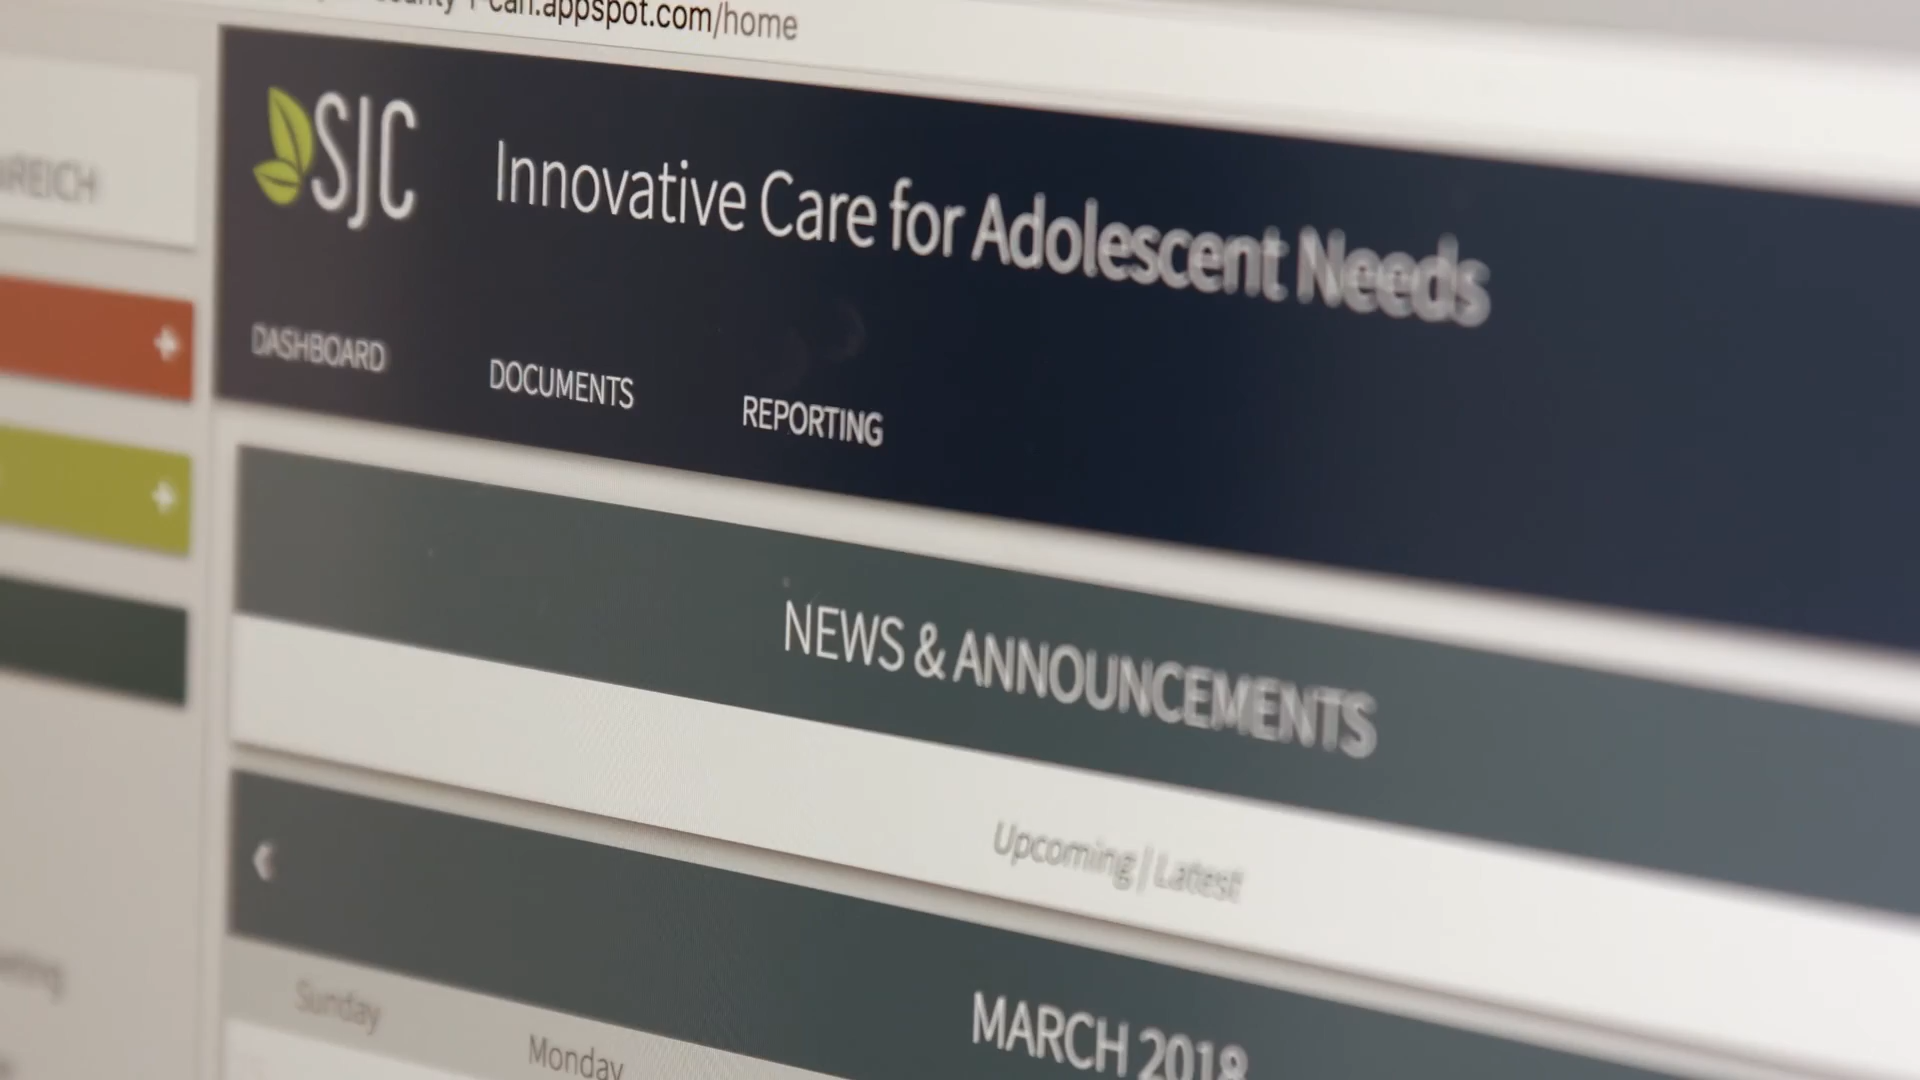 can.appspot.com/home
SJC
Innovative Care for Adolescent Needs
DASHBOARD
DOCUMENTS
REPORTING
NEWS & ANNOUNCEMENTS
Upcoming | Latest
MARCH 2018
Sunday
Monday